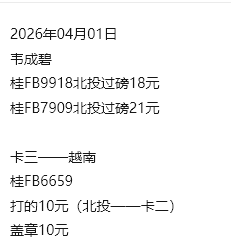 2026年04月01日
韦成碧
桂FB9918北投过磅18元
桂FB7909北投过磅21元
卡三——越南
桂FB6659
打的10元（北投——卡二）
盖章10元